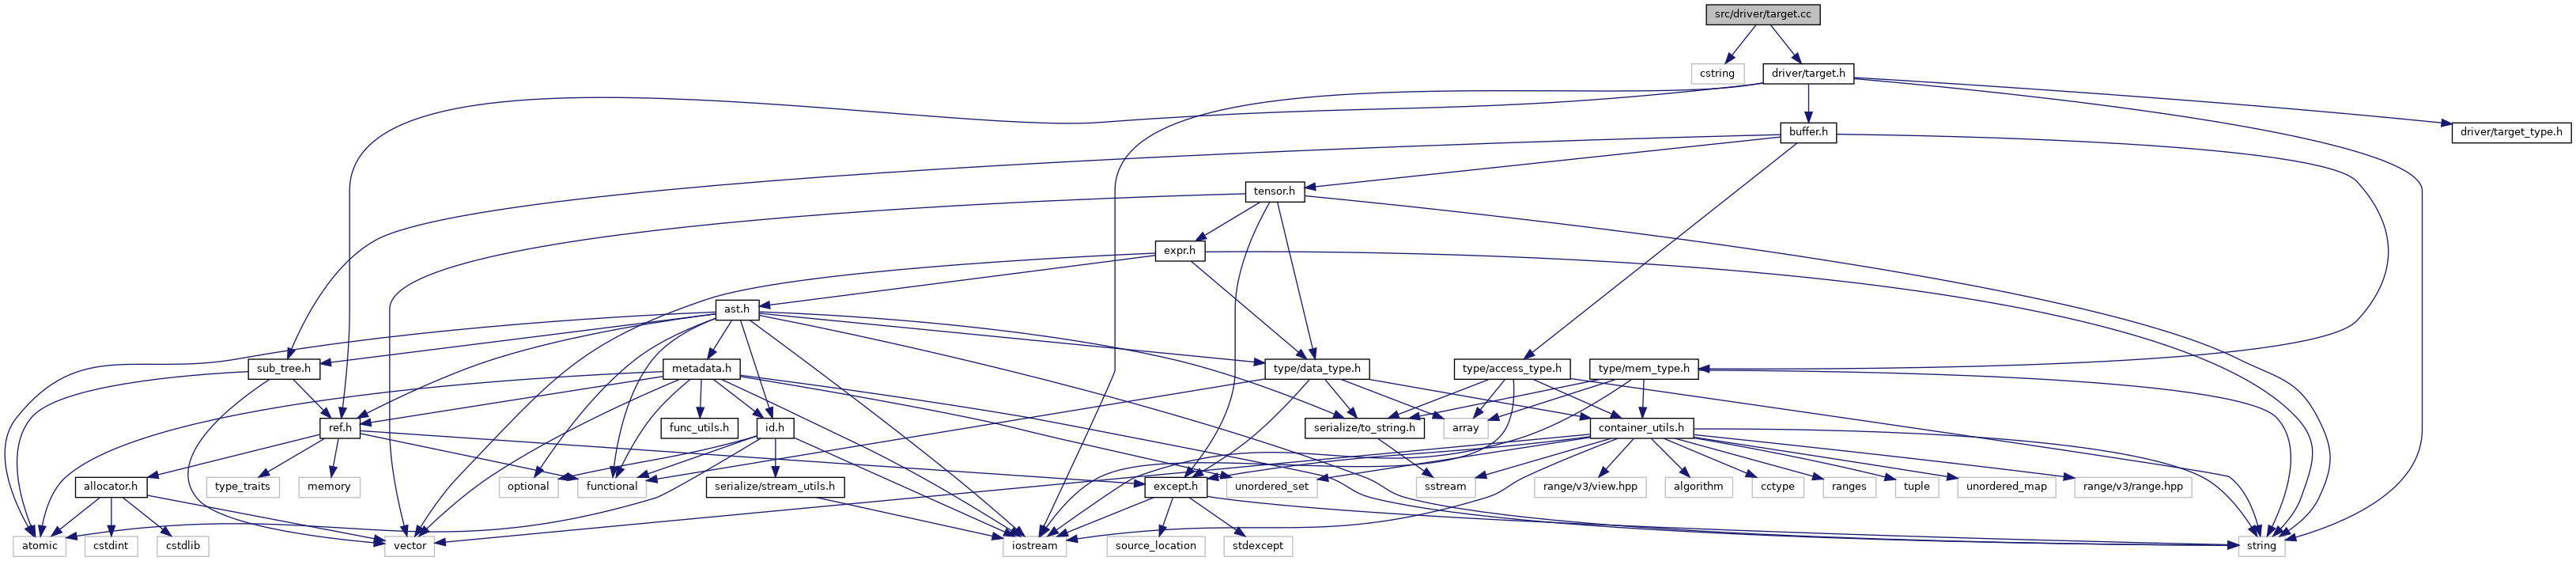 src/driver/target.cc
cstring
driver/target.h
buffer.h
driver/target_type.h
tensor.h
expr.h
ast.h
sub_tree.h
metadata.h
type/data_type.h
type/access_type.h
type/mem_type.h
ref.h
func_utils.h
id.h
serialize/to_string.h
array
container_utils.h
allocator.h
type_traits
memory
optional
functional
serialize/stream_utils.h
except.h
unordered_set
sstream
range/v3/view.hpp
algorithm
cctype
ranges
tuple
unordered_map
range/v3/range.hpp
atomic
cstdint
cstdlib
vector
iostream
source_location
stdexcept
string